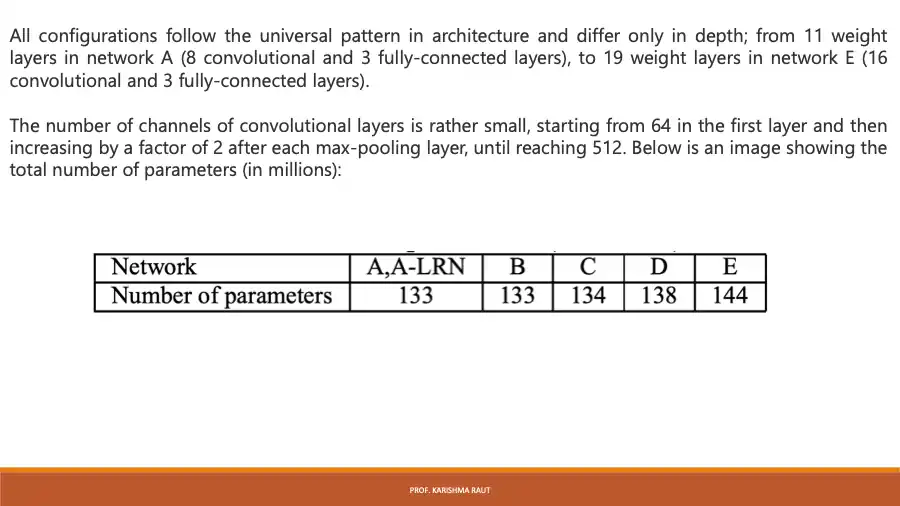 All configurations follow the universal pattern in architecture and differ only in depth; from 11 weight
layers in network A (8 convolutional and 3 fully-connected layers), to 19 weight layers in network E (16
convolutional and 3 fully-connected layers).
The number of channels of convolutional layers is rather small, starting from 64 in the first layer and then
increasing by a factor of 2 after each max-pooling layer, until reaching 512. Below is an image showing the
total number of parameters (in millions):
Network A,A-LRN B C D E
Number of parameters 133 133 134 138 144
PROF. KARISHMA RAUT